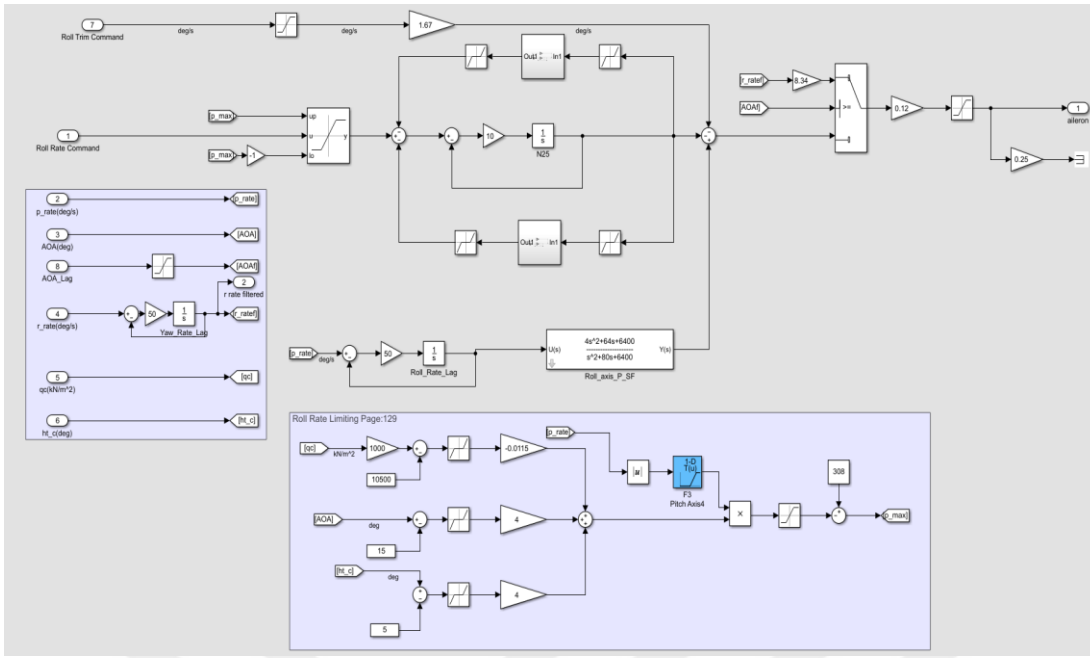 7
Roll Trim Command
deg/s
deg/s
1.67
deg/s
Out1
In1
[r_ratef]
8.34
[AOAf]
>=
0.12
1
aileron
0.25
[p_max]
up
u
y
lo
1
Roll Rate Command
[p_max]
-1
10
1
s
N25
Out1
In1
2
p_rate(deg/s)
[p_rate]
3
AOA(deg)
[AOA]
8
AOA_Lag
[AOAf]
2
r rate filtered
4
r_rate(deg/s)
50
1
s
Yaw_Rate_Lag
[r_ratef]
5
qc(kN/m^2)
[qc]
6
ht_c(deg)
[ht_c]
[p_rate]
deg/s
50
1
s
Roll_Rate_Lag
U(s)
4s^2+64s+6400
s^2+80s+6400
Y(s)
Roll_axis_P_SF
Roll Rate Limiting Page:129
[qc]
kN/m^2
1000
10500
-0.0115
[p_rate]
|u|
1-D
T(u)
F3
Pitch Axis4
308
[AOA]
deg
15
4
×
[p_max]
[ht_c]
deg
5
4